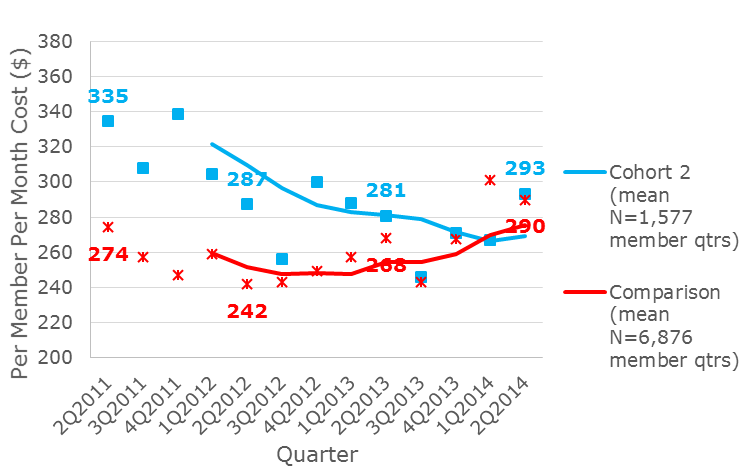 380
360
340
320
300
280
260
240
220
200
Per Member Per Month Cost ($)
335
287
281
293
274
242
268
290
2Q2011
3Q2011
4Q2011
1Q2012
2Q2012
3Q2012
4Q2012
1Q2013
2Q2013
3Q2013
4Q2013
1Q2014
2Q2014
Quarter
Cohort 2
(mean
N=1,577
member qtrs)
Comparison
(mean
N=6,876
member qtrs)